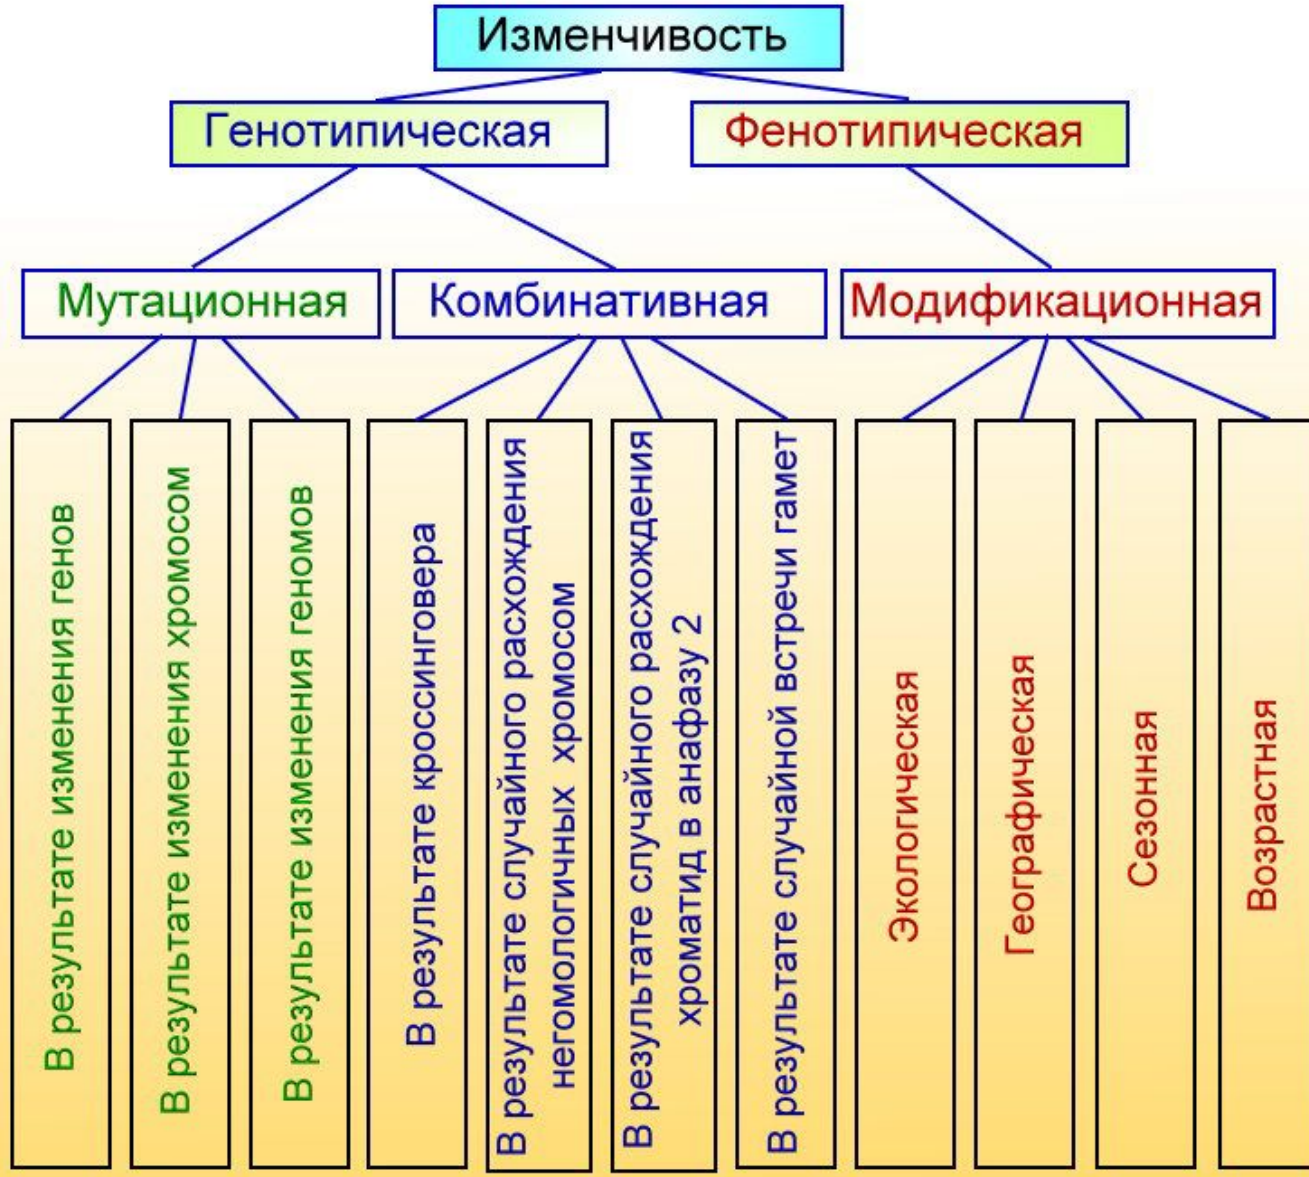 Изменчивость
Генотипическая
Фенотипическая
Мутационная
Комбинативная
Модификационная
В результате изменения генов
В результате изменения хромосом
В результате изменения геномов
В результате кроссинговера
В результате случайного расхождения
негомологичных хромосом
В результате случайного расхождения
хроматид в анафазу 2
В результате случайной встречи гамет
Экологическая
Географическая
Сезонная
Возрастная